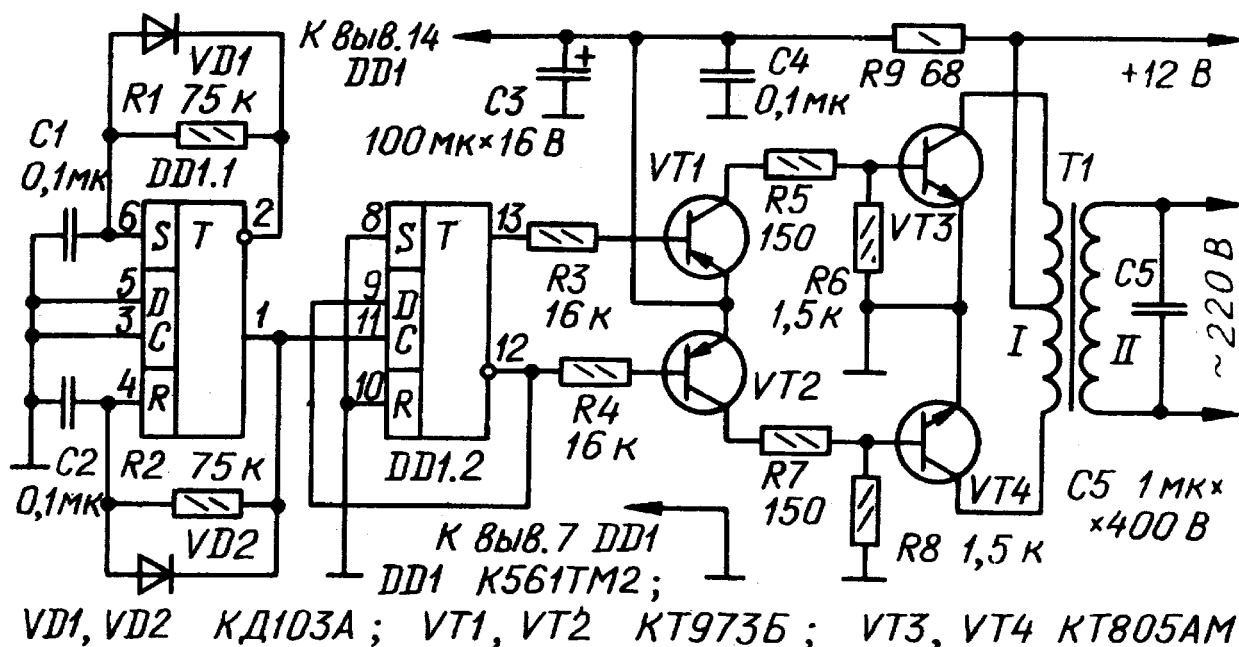 К выв.14
DD1
VD1
R1 75 к
C1
0,1мк
DD1.1
6
S
T
2
5
D
3
C
1
4
R
C2
0,1мк
R2 75 к
VD2
+
C3
100 мк×16 В
C4
0,1мк
R9 68
+12 В
8
S
T
13
9
D
11
C
12
10
R
DD1.2
R3
16 к
R4
16 к
VT1
VT2
R5
150
R6
1,5 к
VT3
R7
150
VT4
R8 1,5 к
T1
I
II
C5
~220 В
C5 1 мк×
×400 В
К выв.7 DD1
DD1 К561ТМ2;
VD1, VD2 КД103А; VT1, VT2 КТ973Б; VT3, VT4 КТ805АМ